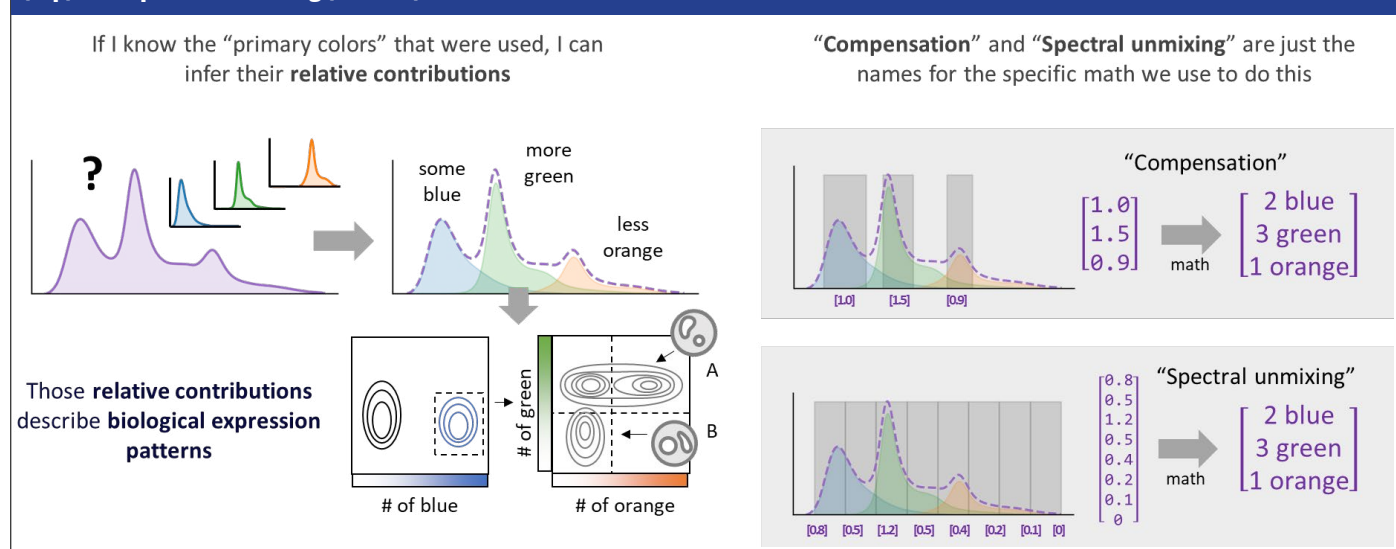 If I know the “primary colors” that were used, I can
infer their relative contributions
?
some
blue
more
green
less
orange
Those relative contributions
describe biological expression
patterns
# of blue
# of green
# of orange
A
B
“Compensation” and “Spectral unmixing” are just the
names for the specific math we use to do this
“Compensation”
[1.0]
[1.5]
[0.9]
1.0
1.5
0.9
math
2 blue
3 green
1 orange
“Spectral unmixing”
[0.8]
[0.5]
[1.2]
[0.5]
[0.4]
[0.2]
[0.1]
[0]
0.8
0.5
1.2
0.5
0.4
0.2
0.1
0
math
2 blue
3 green
1 orange